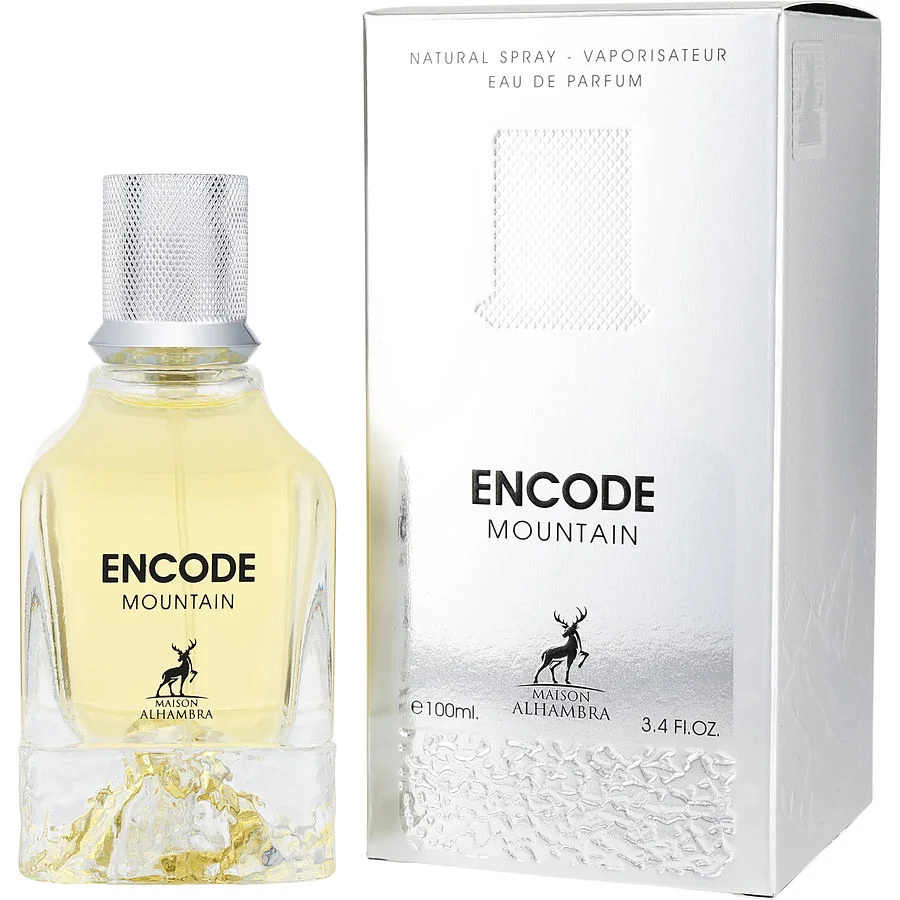 ENCODE
MOUNTAIN
MAISON
ALHAMBRA
NATURAL SPRAY - VAPORISATEUR
EAU DE PARFUM
ENCODE
MOUNTAIN
MAISON
ALHAMBRA
e100ml.
3.4 Fl.OZ.